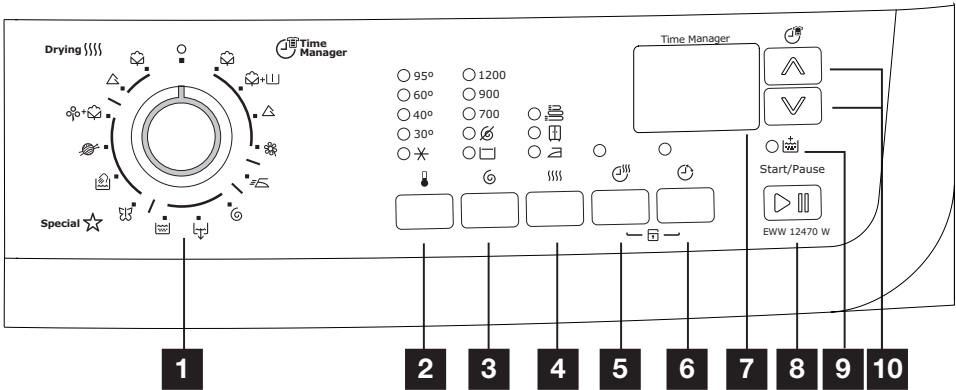 Drying
Time
Manager
Special
95º
60º
40º
30º
1200
900
700
Time Manager
Start/Pause
EWW 12470 W
1
2
3
4
5
6
7
8
9
10